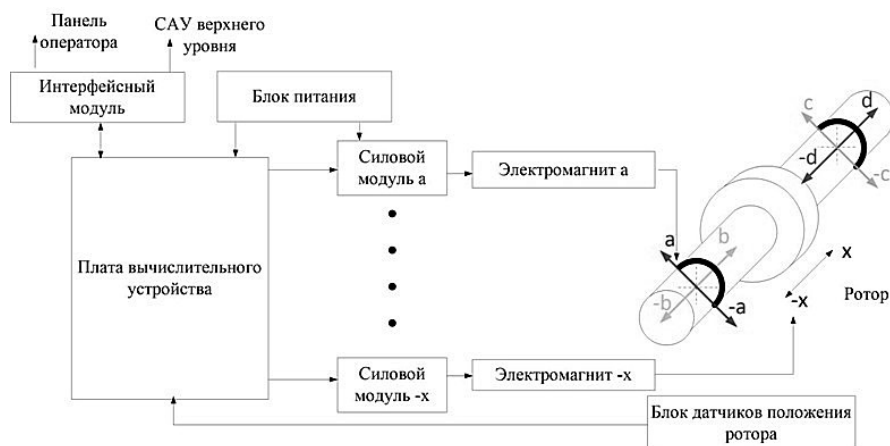 Панель
оператора
САУ верхнего
уровня
Интерфейсный
модуль
Блок питания
Силовой
модуль a
Электромагнит a
Плата вычислительного
устройства
Силовой
модуль -x
Электромагнит -x
Блок датчиков положения
ротора
c
d
-d
-c
a
b
-b
-a
x
-x
Ротор